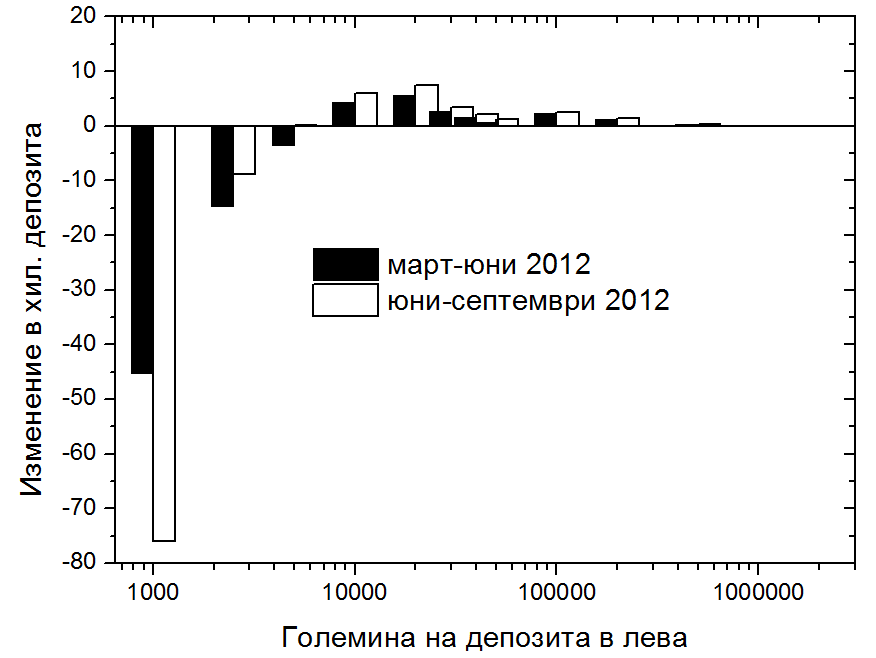 20
10
0
-10
-20
-30
-40
-50
-60
-70
-80
Изменение в хил. депозита
март-юни 2012
юни-септември 2012
1000 10000 100000 1000000
Големина на депозита в лева